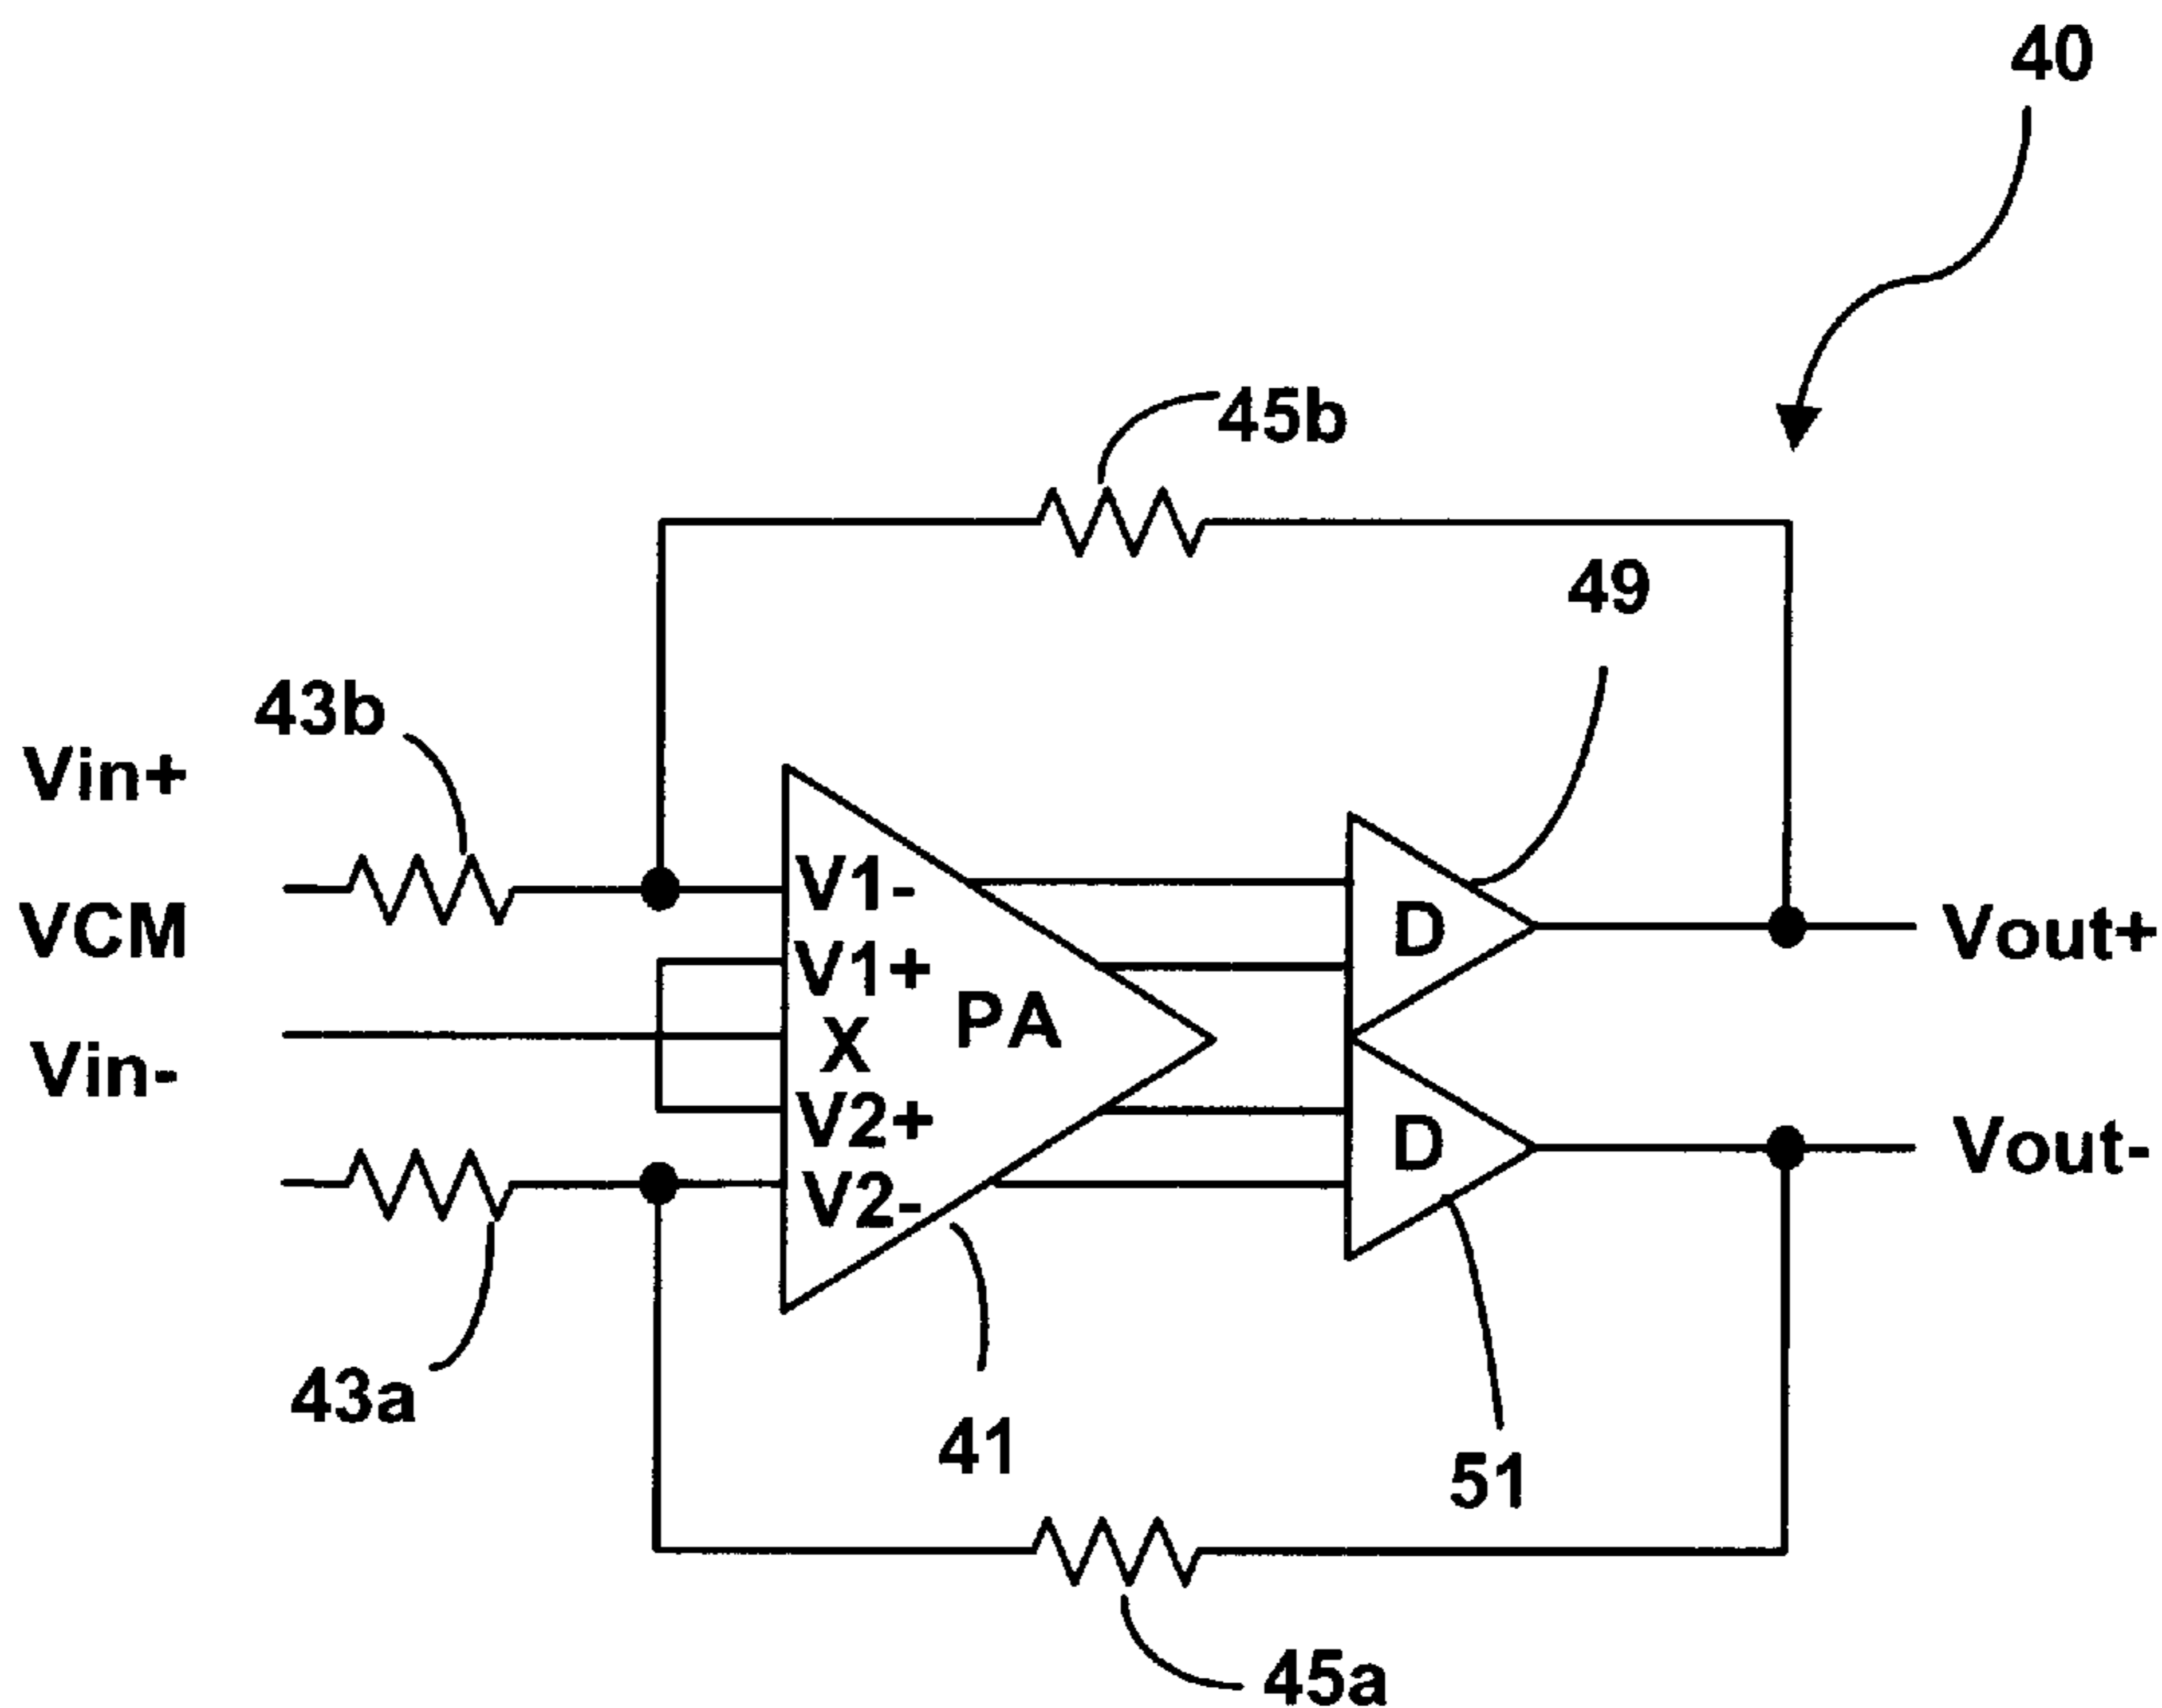 40
45b
49
43b
Vin+
V1-
VCM
D
Vout+
V1+
PA
X
Vin-
V2+
D
Vout-
V2-
43a
41
51
45a